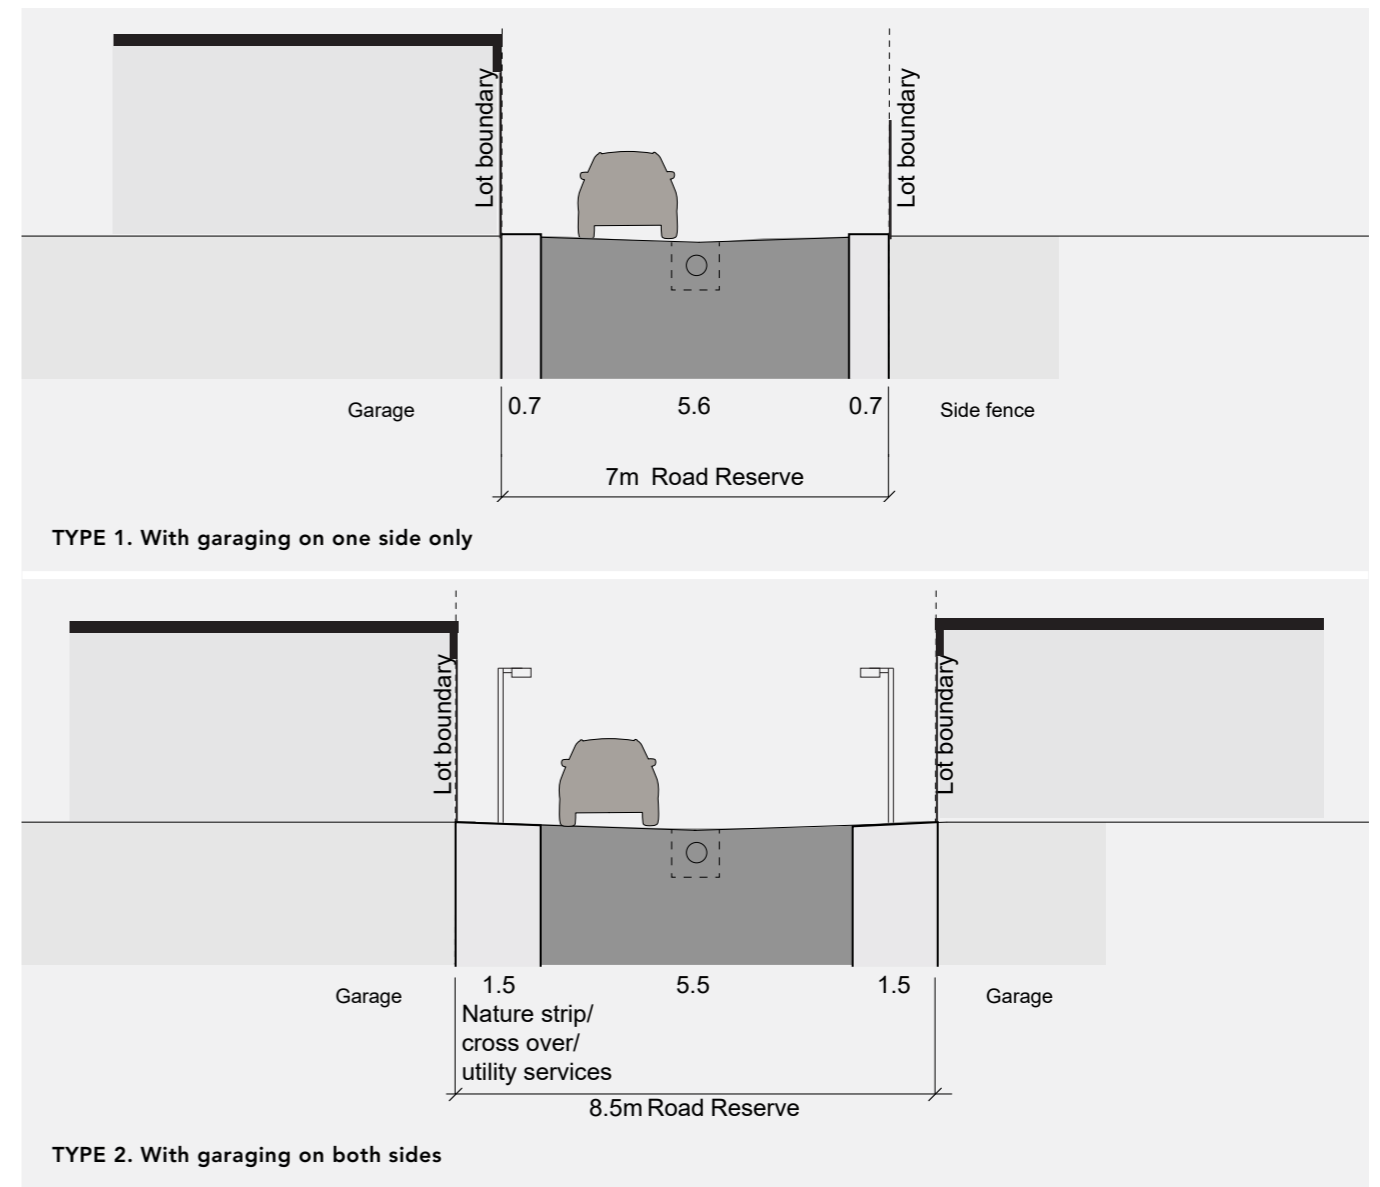 Lot boundary
Lot boundary
Garage
0.7
5.6
0.7
Side fence
7m Road Reserve
TYPE 1. With garaging on one side only
Lot boundary
Lot boundary
Garage
1.5
5.5
1.5
Garage
Nature strip/
cross over/
utility services
8.5m Road Reserve
TYPE 2. With garaging on both sides